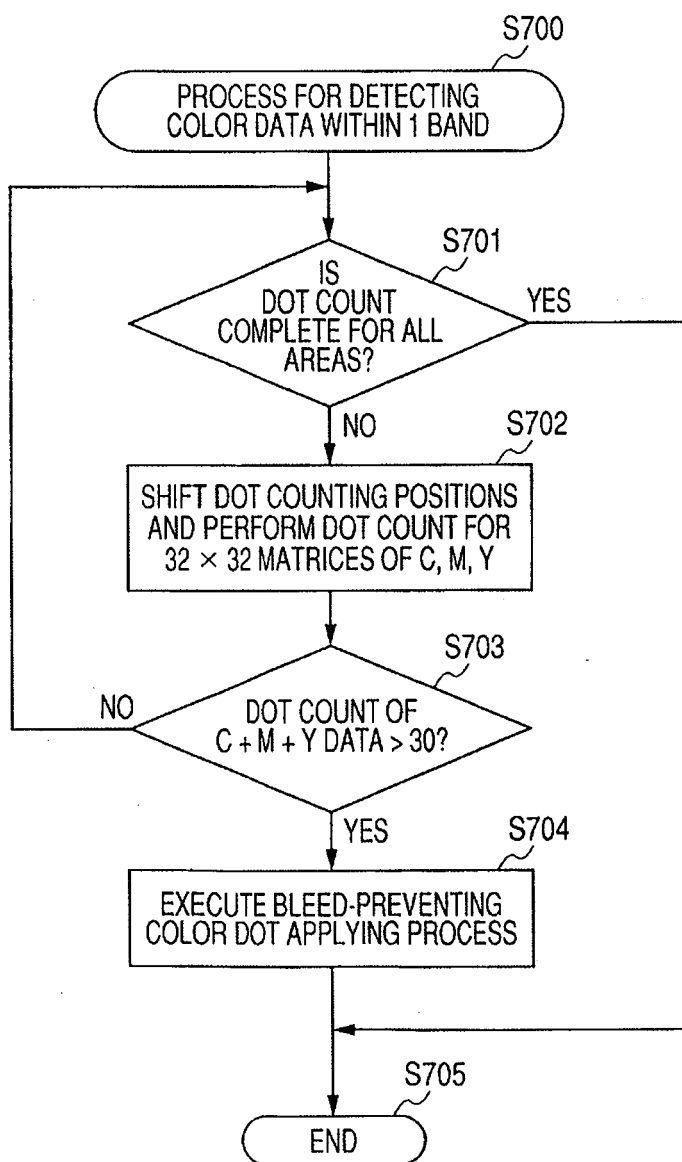 S700
PROCESS FOR DETECTING
COLOR DATA WITHIN 1 BAND
S701
IS
DOT COUNT
COMPLETE FOR ALL
AREAS?
YES
NO
S702
SHIFT DOT COUNTING POSITIONS
AND PERFORM DOT COUNT FOR
32 × 32 MATRICES OF C, M, Y
S703
NO
DOT COUNT OF
C + M + Y DATA > 30?
YES
S704
EXECUTE BLEED-PREVENTING
COLOR DOT APPLYING PROCESS
S705
END